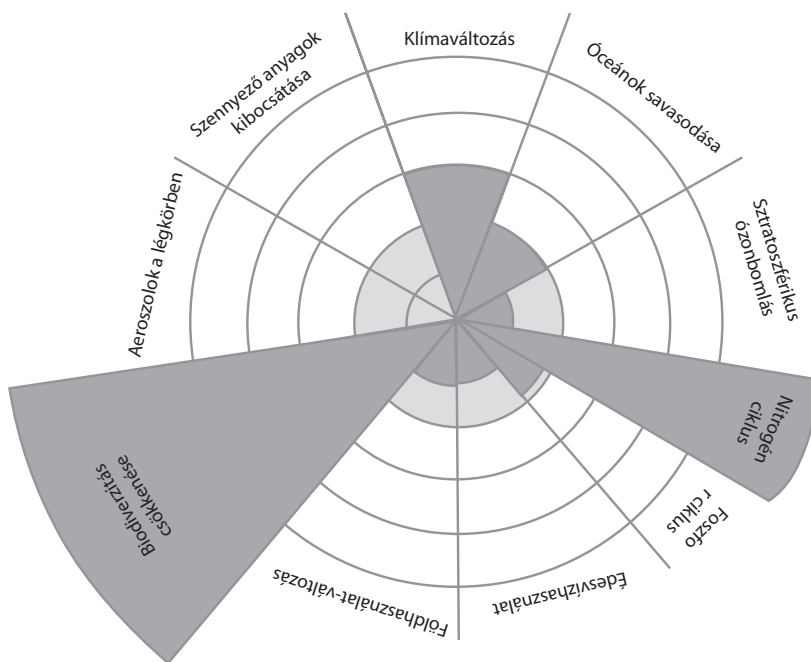 Klímaváltozás
Óceánok savasodása
Sztratoszférikus
ózonbomlás
Nitrogén
ciklus
Foszfo
r ciklus
Édesvízhasználat
Földhasználat-változás
Biodiverzitás
csökkenése
Aeroszolok a légkörben
Szennyező anyagok
kibocsátása